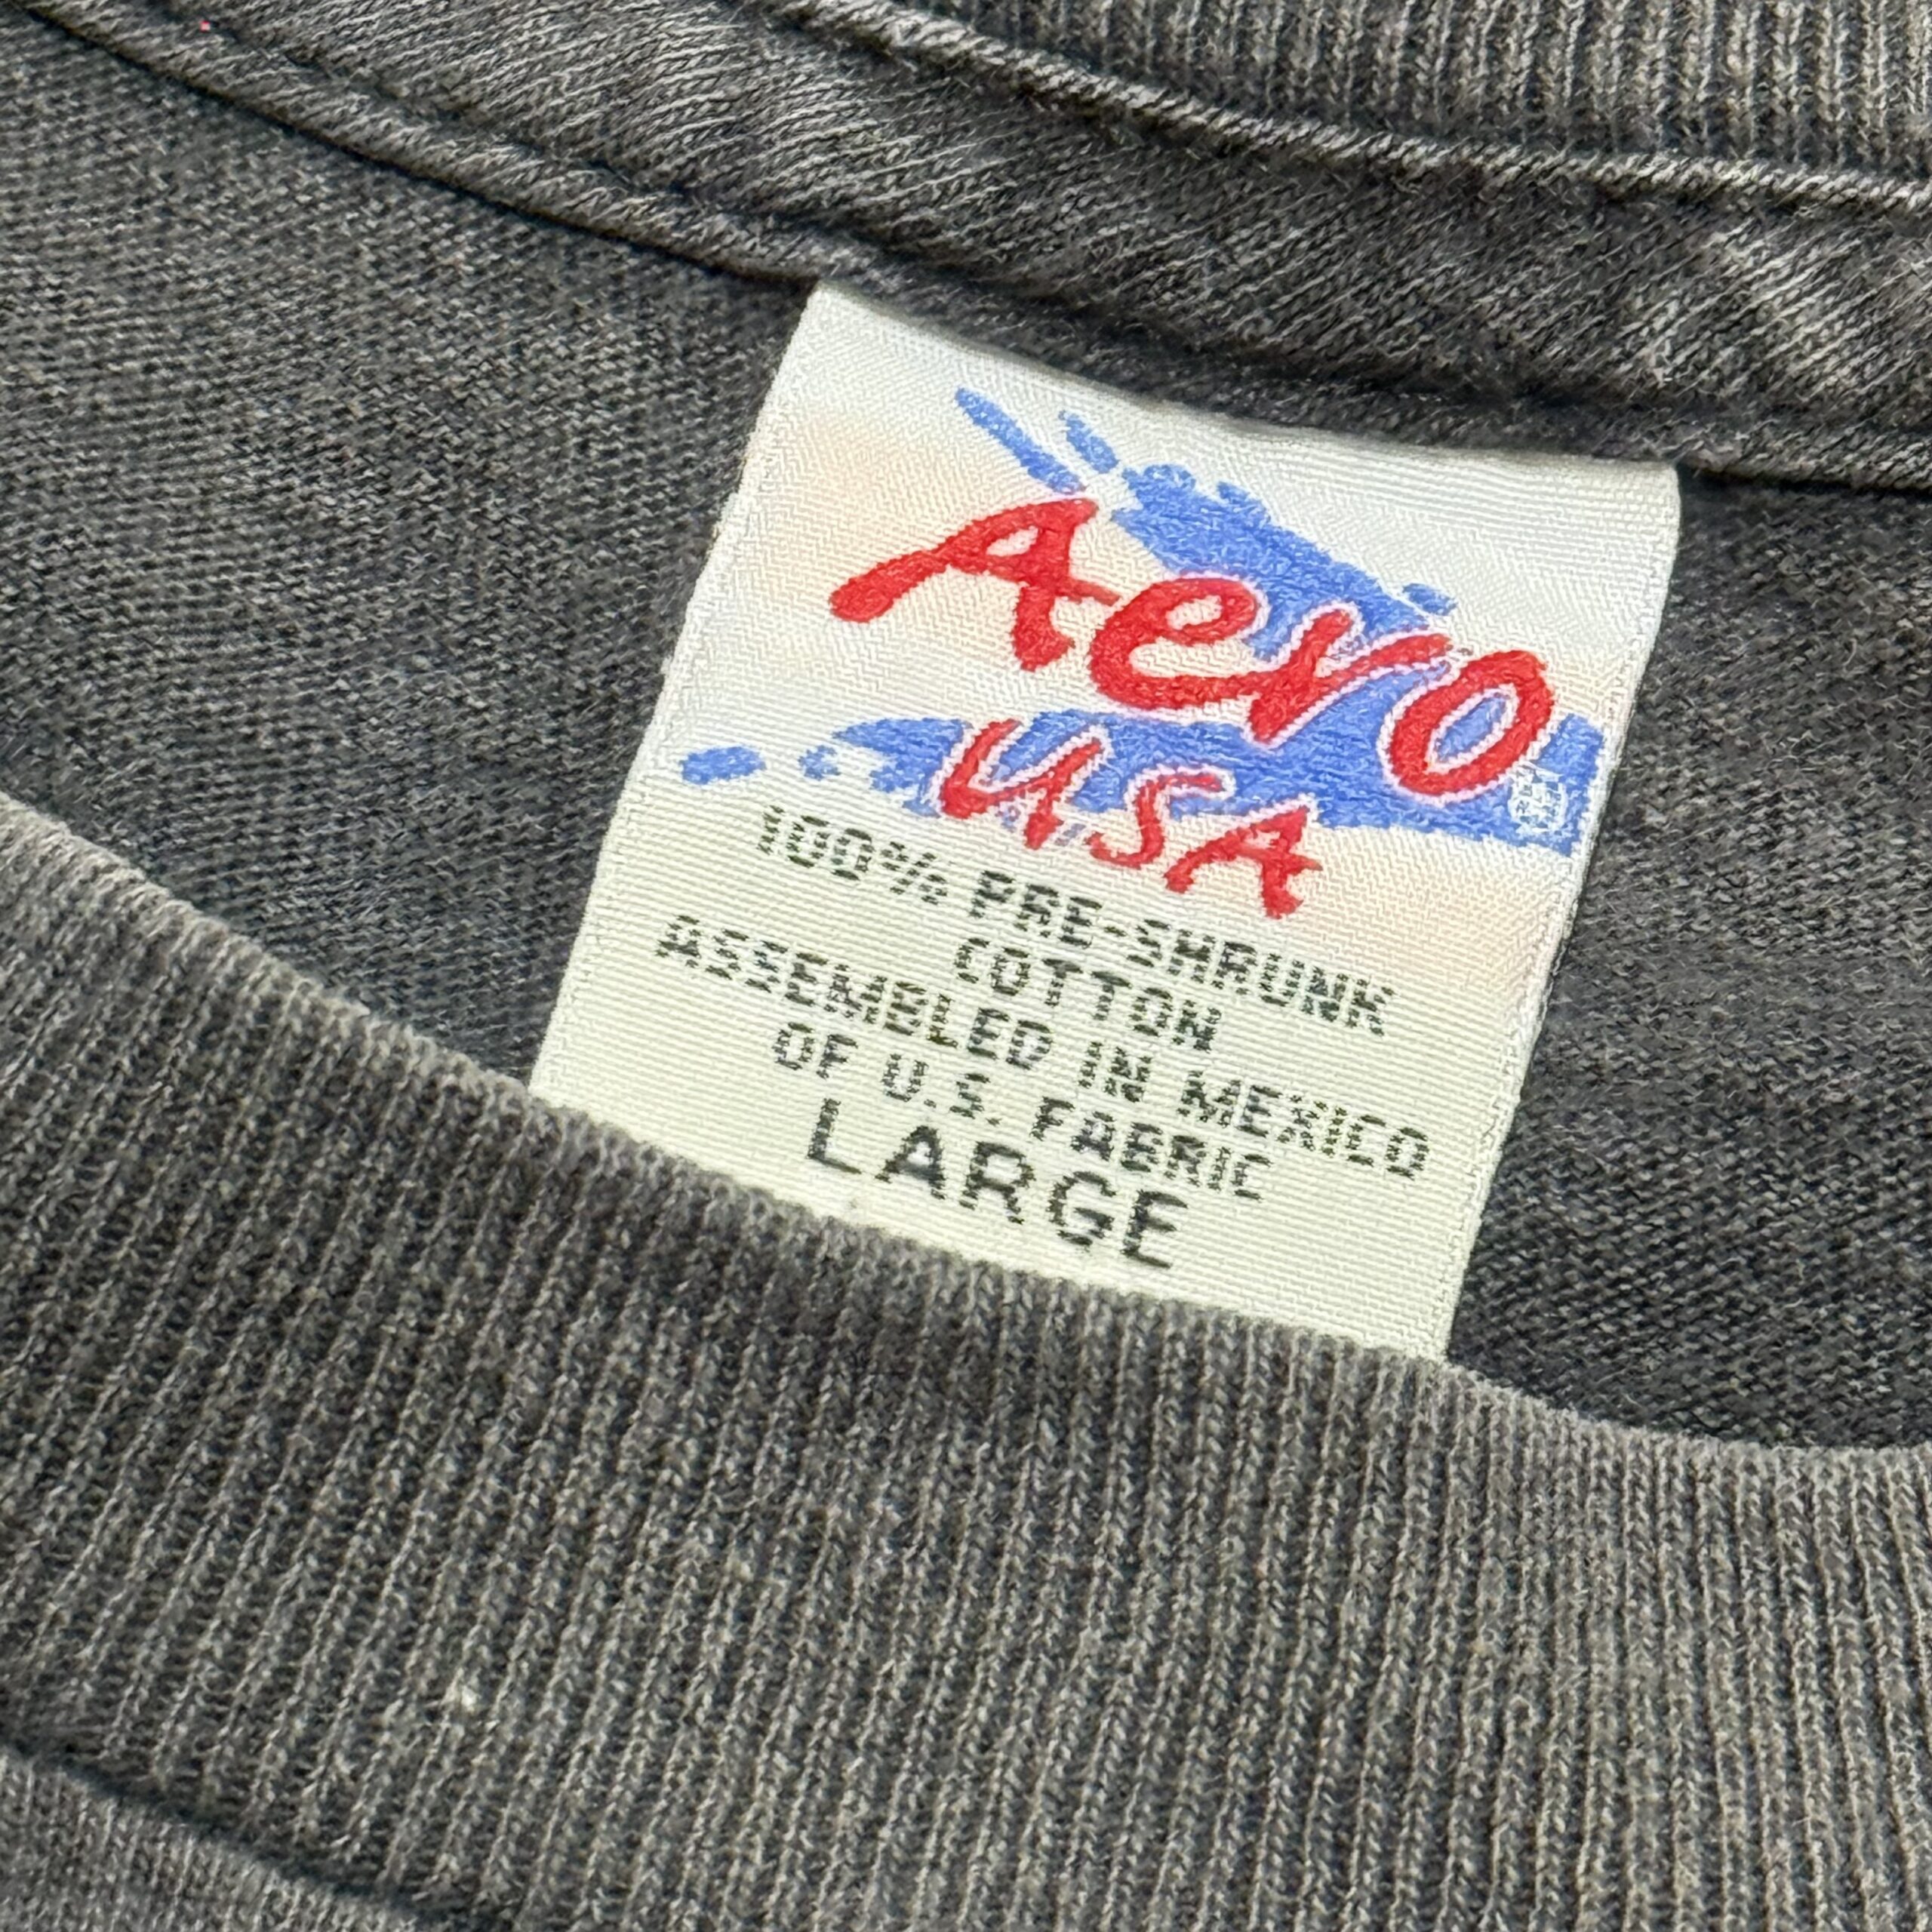 Aero
USA
100% PRE-SHRUNK
COTTON
ASSEMBLED IN MEXICO
OF U.S. FABRIC
LARGE